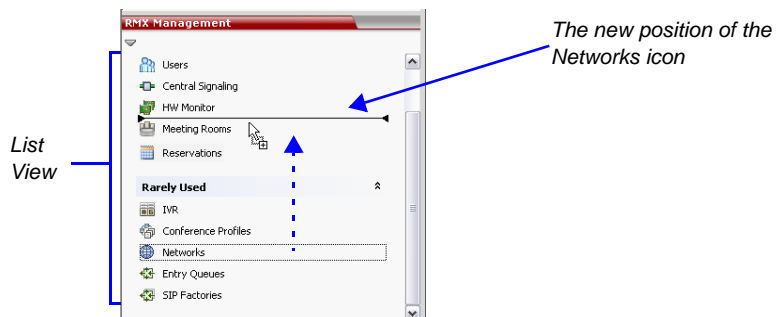 RMX Management
Users
Central Signaling
HW Monitor
Meeting Rooms
Reservations
Rarely Used
IVR
Conference Profiles
Networks
Entry Queues
SIP Factories
List
View
The new position of the
Networks icon